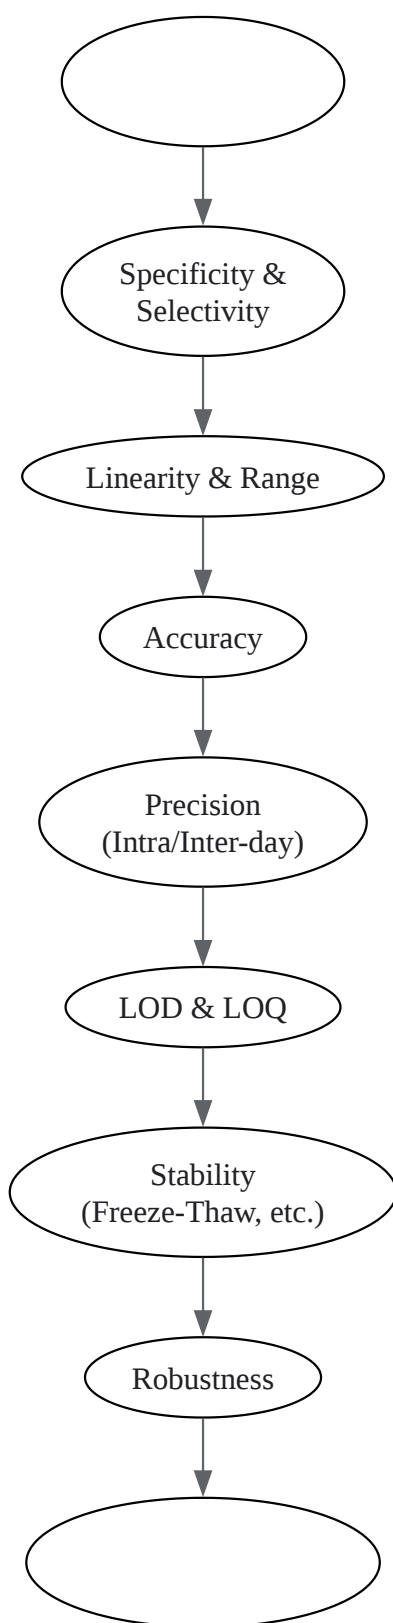 Specificity &
Selectivity
Linearity & Range
Accuracy
Precision
(Intra/Inter-day)
LOD & LOQ
Stability
(Freeze-Thaw, etc.)
Robustness